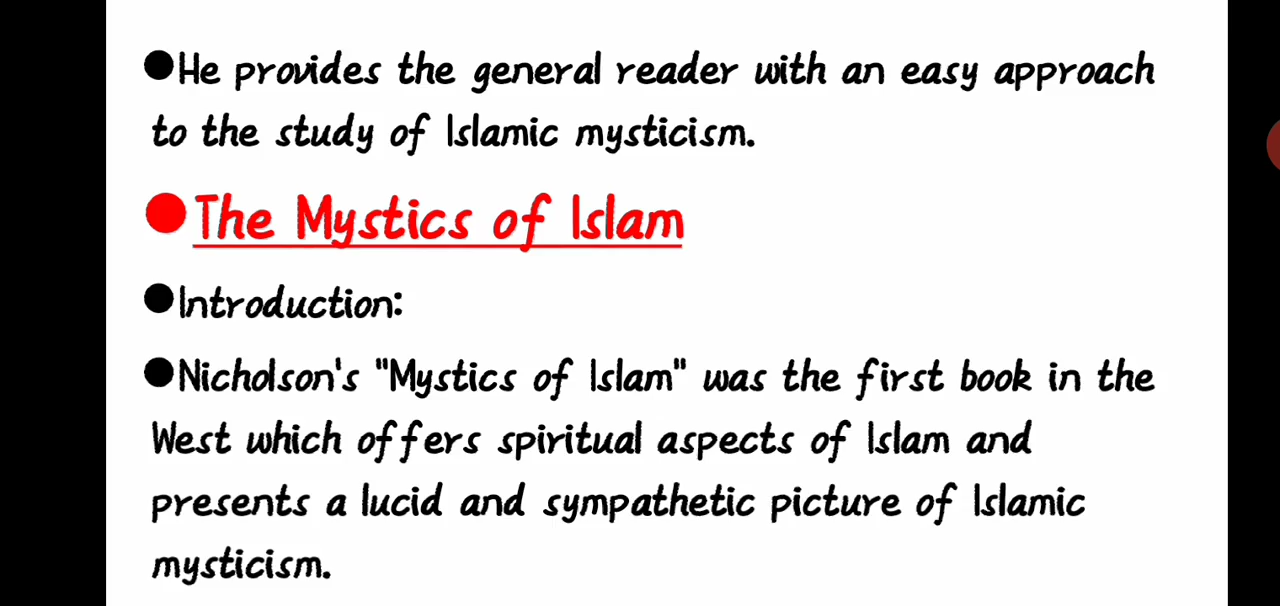 ●He provides the general reader with an easy approach
to the study of Islamic mysticism.
●The Mystics of Islam
●Introduction:
●Nicholson's "Mystics of Islam" was the first book in the
West which offers spiritual aspects of Islam and
presents a lucid and sympathetic picture of Islamic
mysticism.